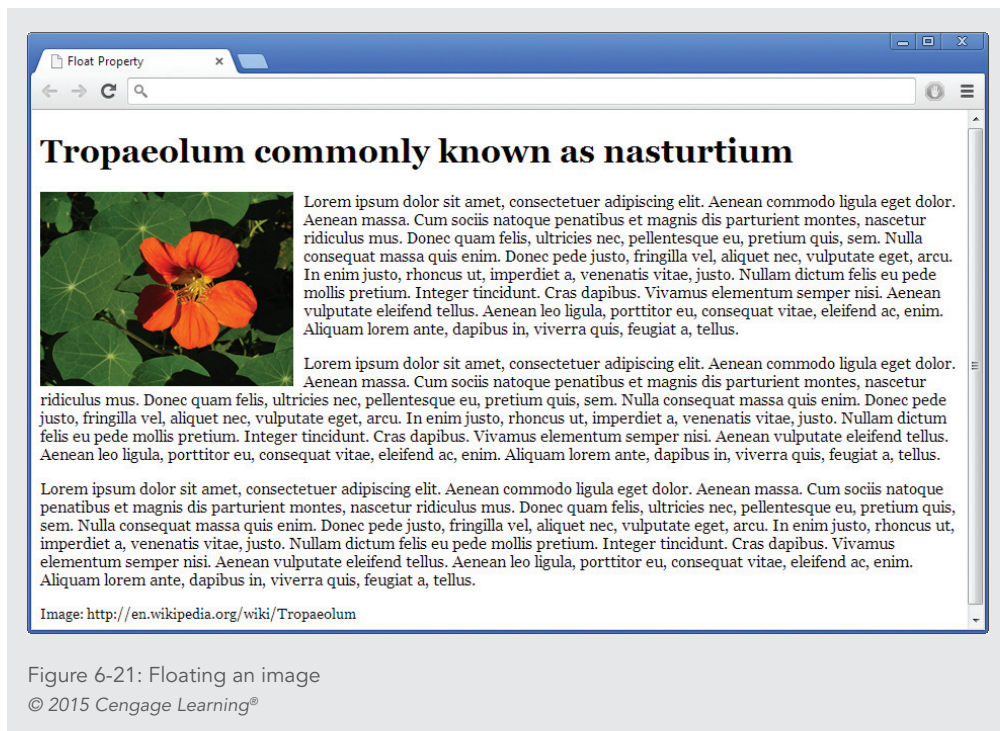 Float Property
Tropaeolum commonly known as nasturtium
Lorem ipsum dolor sit amet, consectetuer adipiscing elit. Aenean commodo ligula eget dolor.
Aenean massa. Cum sociis natoque penatibus et magnis dis parturient montes, nascetur
ridiculus mus. Donec quam felis, ultricies nec, pellentesque eu, pretium quis, sem. Nulla
consequat massa quis enim. Donec pede justo, fringilla vel, aliquet nec, vulputate eget, arcu.
In enim justo, rhoncus ut, imperdiet a, venenatis vitae, justo. Nullam dictum felis eu pede
mollis pretium. Integer tincidunt. Cras dapibus. Vivamus elementum semper nisi. Aenean
vulputate eleifend tellus. Aenean leo ligula, porttitor eu, consequat vitae, eleifend ac, enim.
Aliquam lorem ante, dapibus in, viverra quis, feugiat a, tellus.
Lorem ipsum dolor sit amet, consectetuer adipiscing elit. Aenean commodo ligula eget dolor.
Aenean massa. Cum sociis natoque penatibus et magnis dis parturient montes, nascetur
ridiculus mus. Donec quam felis, ultricies nec, pellentesque eu, pretium quis, sem. Nulla consequat massa quis enim. Donec pede
justo, fringilla vel, aliquet nec, vulputate eget, arcu. In enim justo, rhoncus ut, imperdiet a, venenatis vitae, justo. Nullam dictum
felis eu pede mollis pretium. Integer tincidunt. Cras dapibus. Vivamus elementum semper nisi. Aenean vulputate eleifend tellus.
Aenean leo ligula, porttitor eu, consequat vitae, eleifend ac, enim. Aliquam lorem ante, dapibus in, viverra quis, feugiat a, tellus.
Lorem ipsum dolor sit amet, consectetuer adipiscing elit. Aenean commodo ligula eget dolor. Aenean massa. Cum sociis natoque
penatibus et magnis dis parturient montes, nascetur ridiculus mus. Donec quam felis, ultricies nec, pellentesque eu, pretium quis,
sem. Nulla consequat massa quis enim. Donec pede justo, fringilla vel, aliquet nec, vulputate eget, arcu. In enim justo, rhoncus ut,
imperdiet a, venenatis vitae, justo. Nullam dictum felis eu pede mollis pretium. Integer tincidunt. Cras dapibus. Vivamus
elementum semper nisi. Aenean vulputate eleifend tellus. Aenean leo ligula, porttitor eu, consequat vitae, eleifend ac, enim.
Aliquam lorem ante, dapibus in, viverra quis, feugiat a, tellus.
Image: http://en.wikipedia.org/wiki/Tropaeolum
Figure 6-21: Floating an image
© 2015 Cengage Learning®